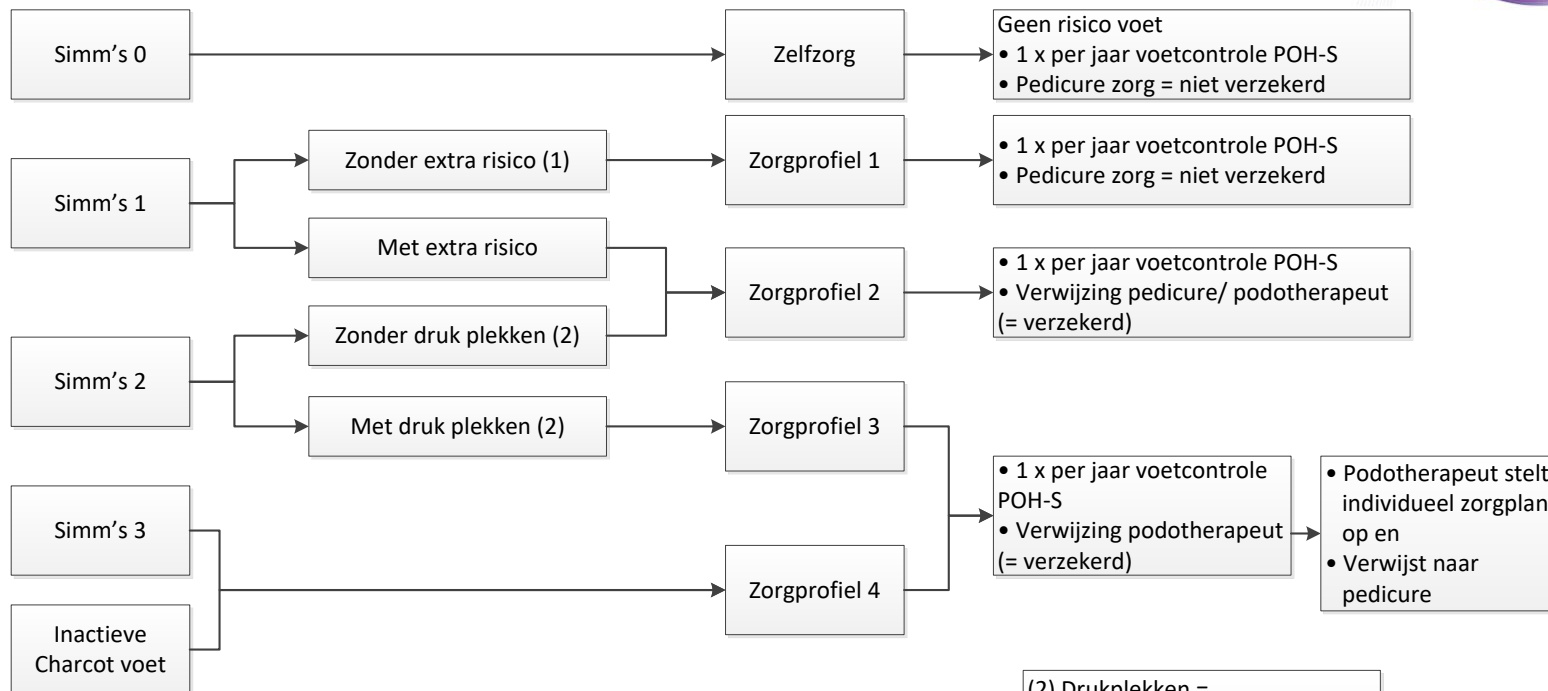 Simm's 0
Zelfzorg
Geen risico voet
• 1 x per jaar voetcontrole POH-S
• Pedicure zorg = niet verzekerd
Simm's 1
Zonder extra risico (1)
Zorgprofiel 1
• 1 x per jaar voetcontrole POH-S
• Pedicure zorg = niet verzekerd
Met extra risico
Zorgprofiel 2
• 1 x per jaar voetcontrole POH-S
• Verwijzing pedicure/ podotherapeut
(= verzekerd)
Simm's 2
Zonder druk plekken (2)
Met druk plekken (2)
Zorgprofiel 3
Simm's 3
Inactieve
Charcot voet
Zorgprofiel 4
• 1 x per jaar voetcontrole
POH-S
• Verwijzing podotherapeut
(= verzekerd)
• Podotherapeut stelt
individueel zorgplan
op en
• Verwijst naar
pedicure
(2) Drukplekken =